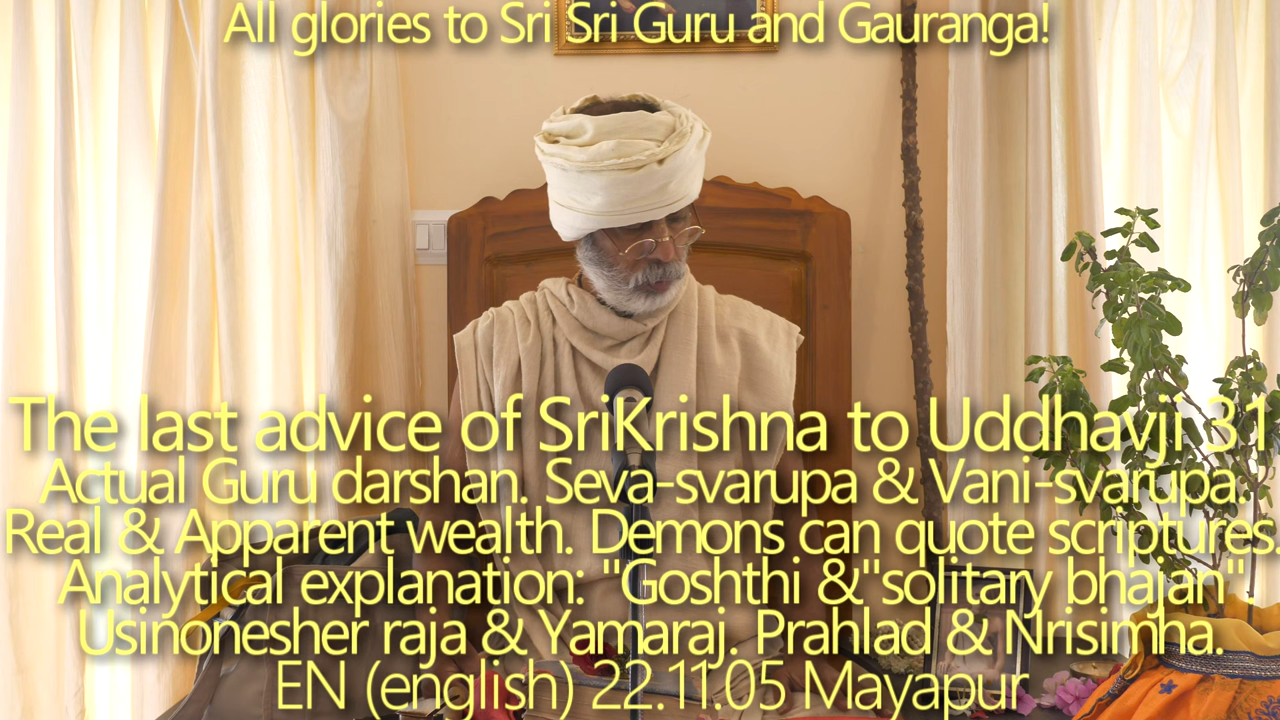 All glories to Sri Sri Guru and Gauranga!
The last advice of SriKrishna to Uddhavji 31
Actual Guru darshan. Seva-svarupa & Vani-svarupa.
Real & Apparent wealth. Demons can quote scriptures.
Analytical explanation: "Goshthi &"solitary bhajan".
Usinonesher raja & Yamaraj. Prahlad & Nrisimha.
EN (english) 22.11.05 Mayapur